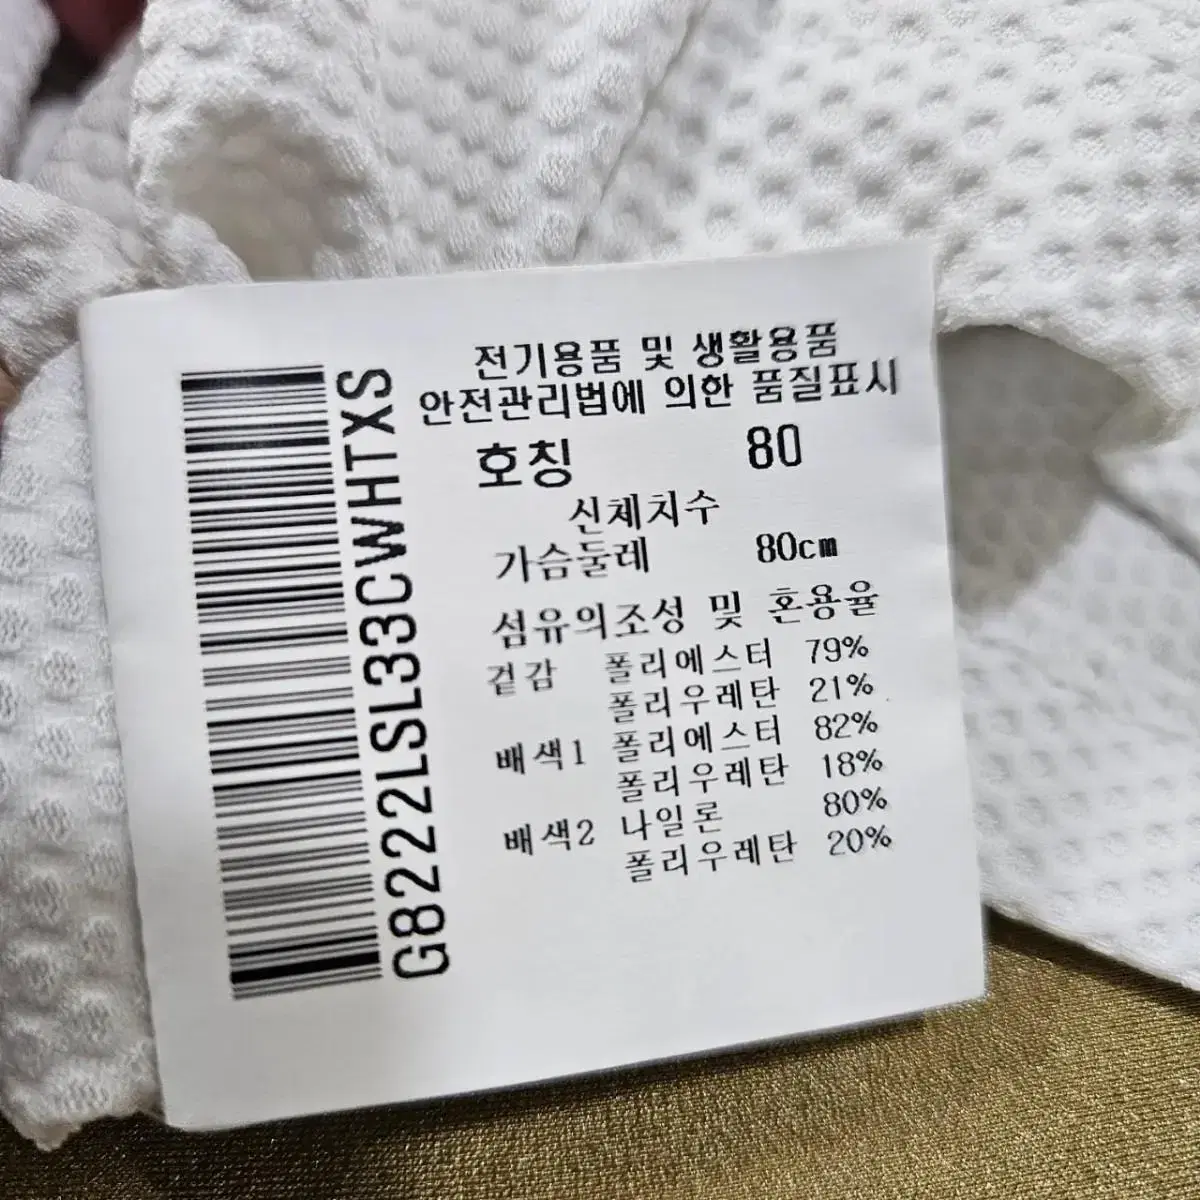 전기용품 및 생활용품
안전관리법에 의한 품질표시
호칭 80
신체치수
가슴둘레 80cm
섬유의조성 및 혼용율
겉감 폴리에스터 79%
폴리우레탄 21%
배색1 폴리에스터 82%
폴리우레탄 18%
배색2 나일론 80%
폴리우레탄 20%
G8222LSL33CWHTXS